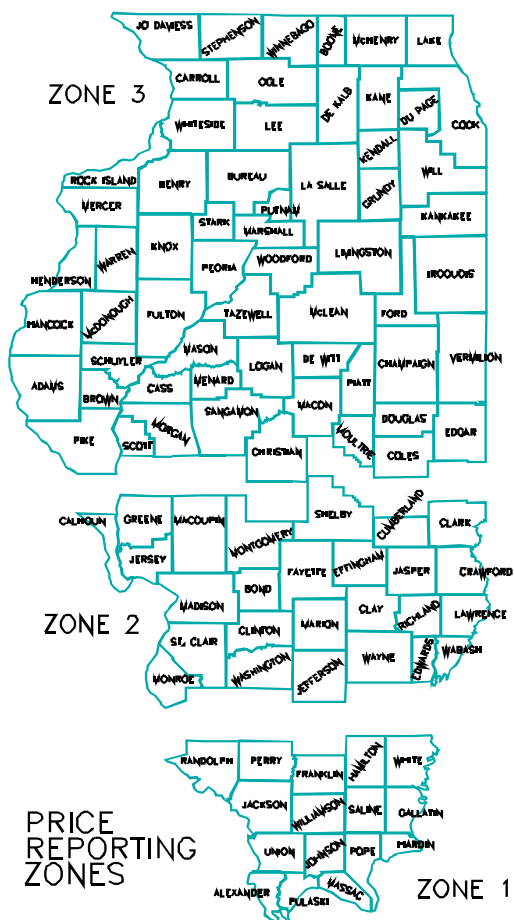 JO DAVIESS
STEPHENSON
WINNEBAGO
BOONE
McHENRY
LAKE
ZONE 3
CARROLL
OGLE
DE KALB
KANE
DU PAGE
COOK
WHITESIDE
LEE
KENDALL
WILL
ROCK ISLAND
HENRY
BUREAU
LA SALLE
GRUNDY
MERCER
PUTNAM
KANKAKEE
STARK
MARSHALL
HENDERSON
WARREN
KNOX
PEORIA
WOODFORD
LIVINGSTON
IROQUOIS
HANCOCK
McDONOUGH
FULTON
TAZEWELL
McLEAN
FORD
SCHUYLER
MASON
LOGAN
DE WITT
CHAMPAIGN
VERMILION
ADAMS
BROWN
CASS
MENARD
PIATT
MACON
PIKE
SCOTT
MORGAN
SANGAMON
CHRISTIAN
MOULTRIE
DOUGLAS
COLES
EDGAR
CALHOUN
GREENE
MACOUPIN
MONTGOMERY
SHELBY
CUMBERLAND
CLARK
JERSEY
FAYETTE
EFFINGHAM
JASPER
CRAWFORD
MADISON
BOND
ZONE 2
ST. CLAIR
CLINTON
MARION
CLAY
RICHLAND
LAWRENCE
MONROE
WASHINGTON
JEFFERSON
WAYNE
EDWARDS
WABASH
RANDOLPH
PERRY
FRANKLIN
HAMILTON
WHITE
JACKSON
WILLIAMSON
SALINE
GALLATIN
UNION
JOHNSON
POPE
HARDIN
ALEXANDER
PULASKI
MASSAC
PRICE
REPORTING
ZONES
ZONE 1